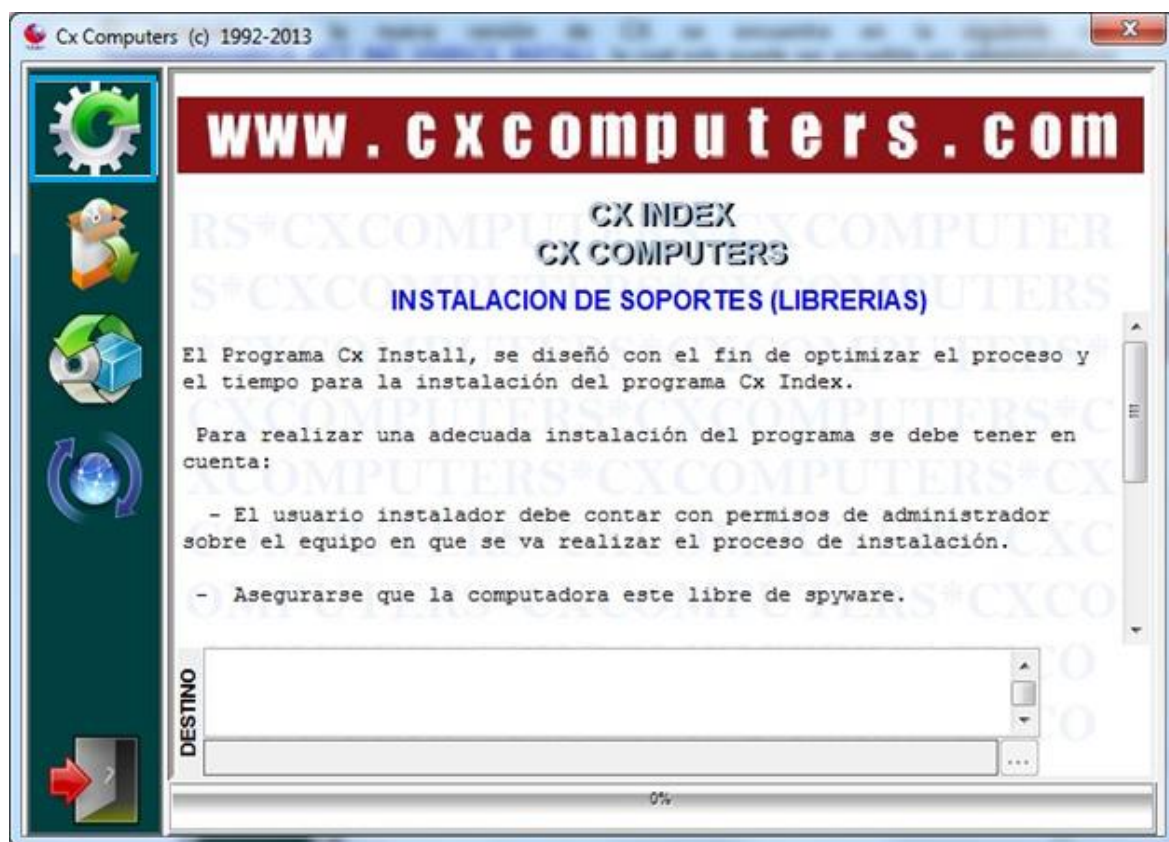 Cx Computers (c) 1992-2013
www.cxcomputers.com
CX INDEX
CX COMPUTERS
INSTALACION DE SOPORTES (LIBRERIAS)
El Programa Cx Install, se diseñó con el fin de optimizar el proceso y
el tiempo para la instalación del programa Cx Index.
Para realizar una adecuada instalación del programa se debe tener en
cuenta:
- El usuario instalador debe contar con permisos de administrador
sobre el equipo en que se va realizar el proceso de instalación.
- Asegurarse que la computadora este libre de spyware.
DESTINO
...
0%